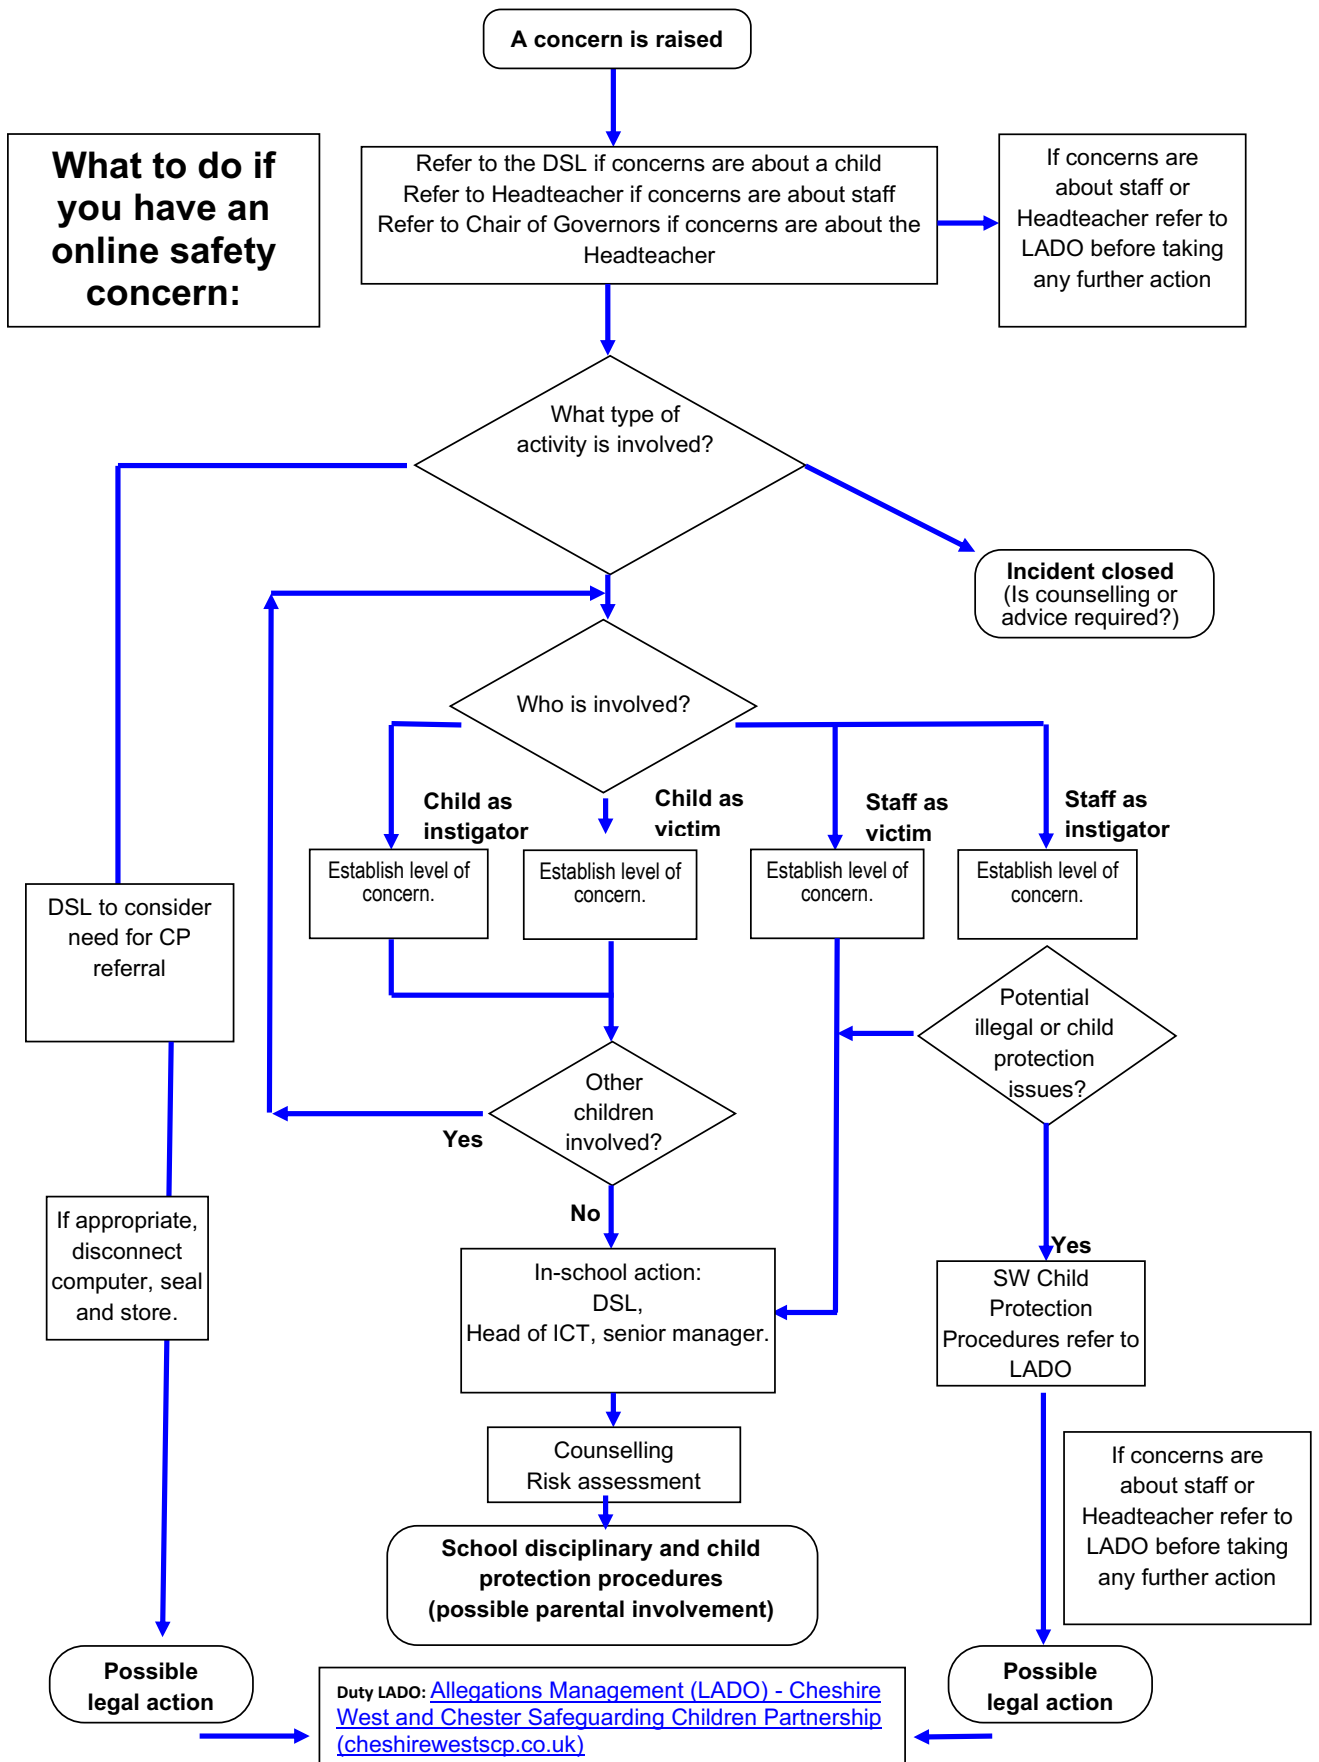 A concern is raised
What to do if
you have an
online safety
concern:
Refer to the DSL if concerns are about a child
Refer to Headteacher if concerns are about staff
Refer to Chair of Governors if concerns are about the
Headteacher
If concerns are
about staff or
Headteacher refer to
LADO before taking
any further action
What type of
activity is involved?
Incident closed
(Is counselling or
advice required?)
Who is involved?
Child as
instigator
Child as
victim
Staff as
victim
Staff as
instigator
Establish level of
concern.
Establish level of
concern.
Establish level of
concern.
Establish level of
concern.
DSL to consider
need for CP
referral
Potential
illegal or child
protection
issues?
Other
children
involved?
Yes
No
If appropriate,
disconnect
computer, seal
and store.
In-school action:
DSL,
Head of ICT, senior manager.
Yes
SW Child
Protection
Procedures refer to
LADO
Counselling
Risk assessment
If concerns are
about staff or
Headteacher refer to
LADO before taking
any further action
School disciplinary and child
protection procedures
(possible parental involvement)
Possible
legal action
Possible
legal action
Duty LADO: Allegations Management (LADO) - Cheshire
West and Chester Safeguarding Children Partnership
(cheshirewestscp.co.uk)